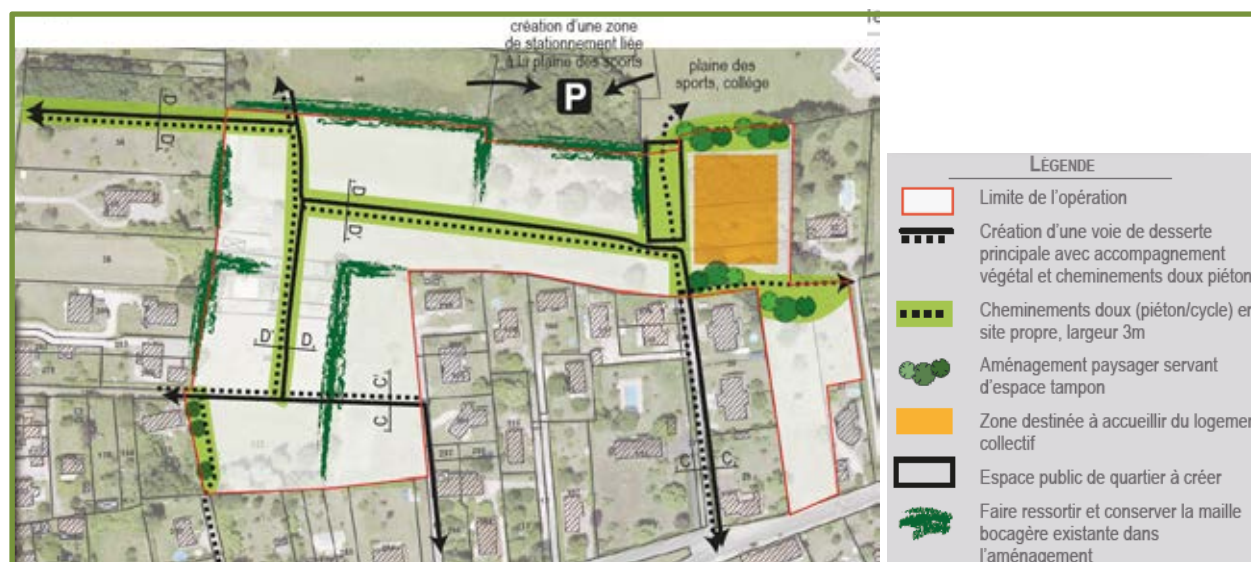 création d'une zone
de stationnement liée
à la plaine des sports
P
plaine des
sports, collége
D D'
D D'
D' D
C C'
C C'
LÉGENDE
Limite de l'opération
Création d'une voie de desserte
principale avec accompagnement
végétal et cheminements doux piéton
Cheminements doux (piéton/cycle) en
site propre, largeur 3m
Aménagement paysager servant
d'espace tampon
Zone destinée à accueillir du logement
collectif
Espace public de quartier à créer
Faire ressortir et conserver la maille
bocagère existante dans
l'aménagement